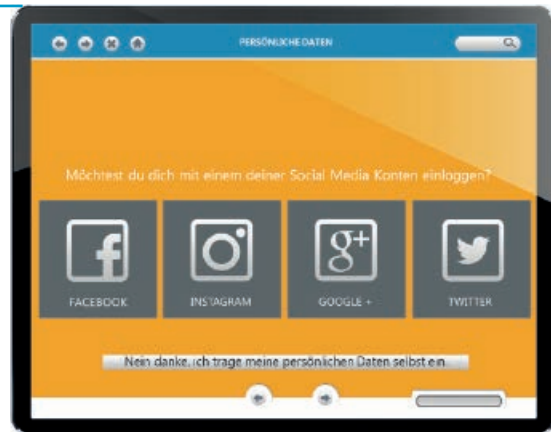 PERSÖNLICHE DATEN
Möchtest du dich mit einem deiner Social Media Konten einloggen?
FACEBOOK
INSTAGRAM
GOOGLE +
TWITTER
Nein danke, ich trage meine persönlichen Daten selbst ein.